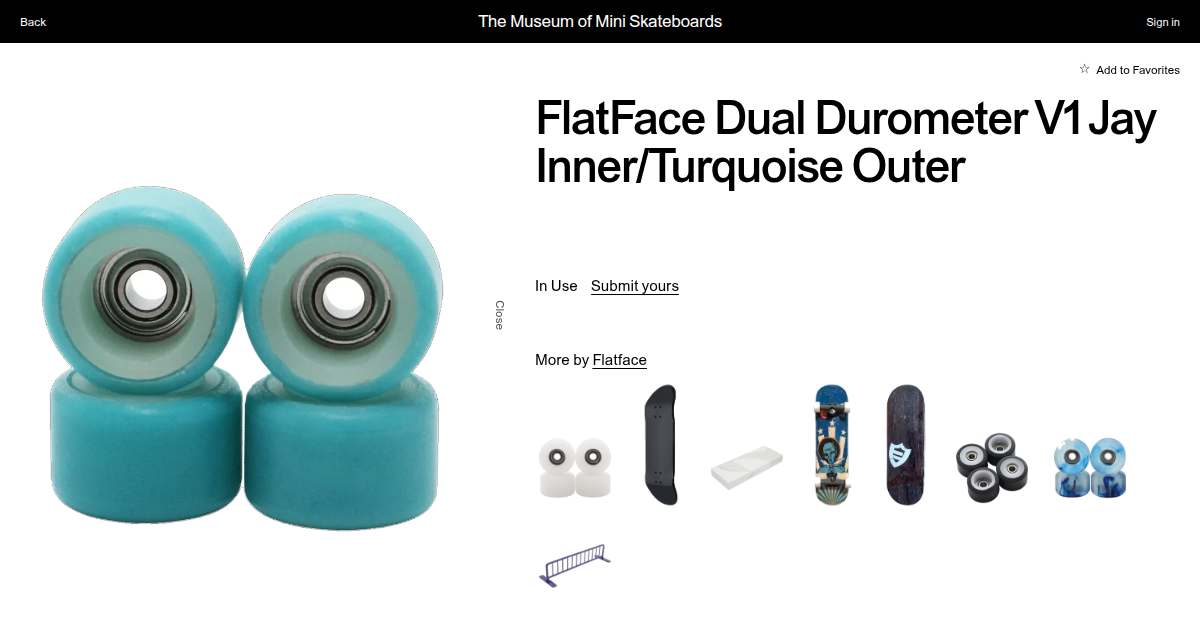 Back
The Museum of Mini Skateboards
Sign in
☆ Add to Favorites
FlatFace Dual Durometer V1 Jay
Inner/Turquoise Outer
In Use Submit yours
Close
More by Flatface